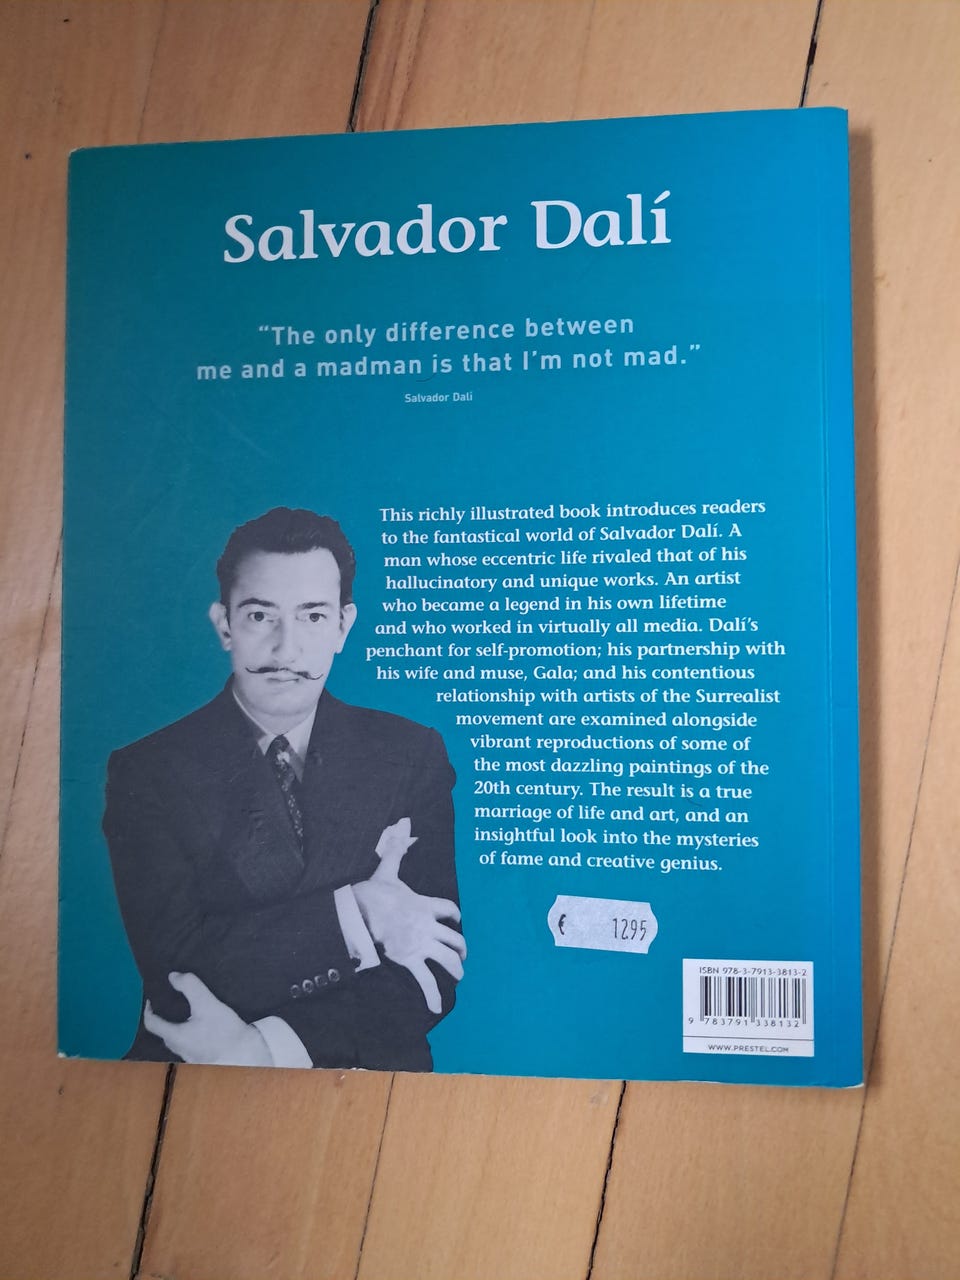 Salvador Dalí
“The only difference between
me and a madman is that I’m not mad.”
Salvador Dalí
This richly illustrated book introduces readers
to the fantastical world of Salvador Dalí. A
man whose eccentric life rivaled that of his
hallucinatory and unique works. An artist
who became a legend in his own lifetime
and who worked in virtually all media. Dalí’s
penchant for self-promotion; his partnership with
his wife and muse, Gala; and his contentious
relationship with artists of the Surrealist
movement are examined alongside
vibrant reproductions of some of
the most dazzling paintings of the
20th century. The result is a true
marriage of life and art, and an
insightful look into the mysteries
of fame and creative genius.
€ 1295
ISBN 978-3-7913-3813-2
9 783791 338132
WWW.PRESTEL.COM